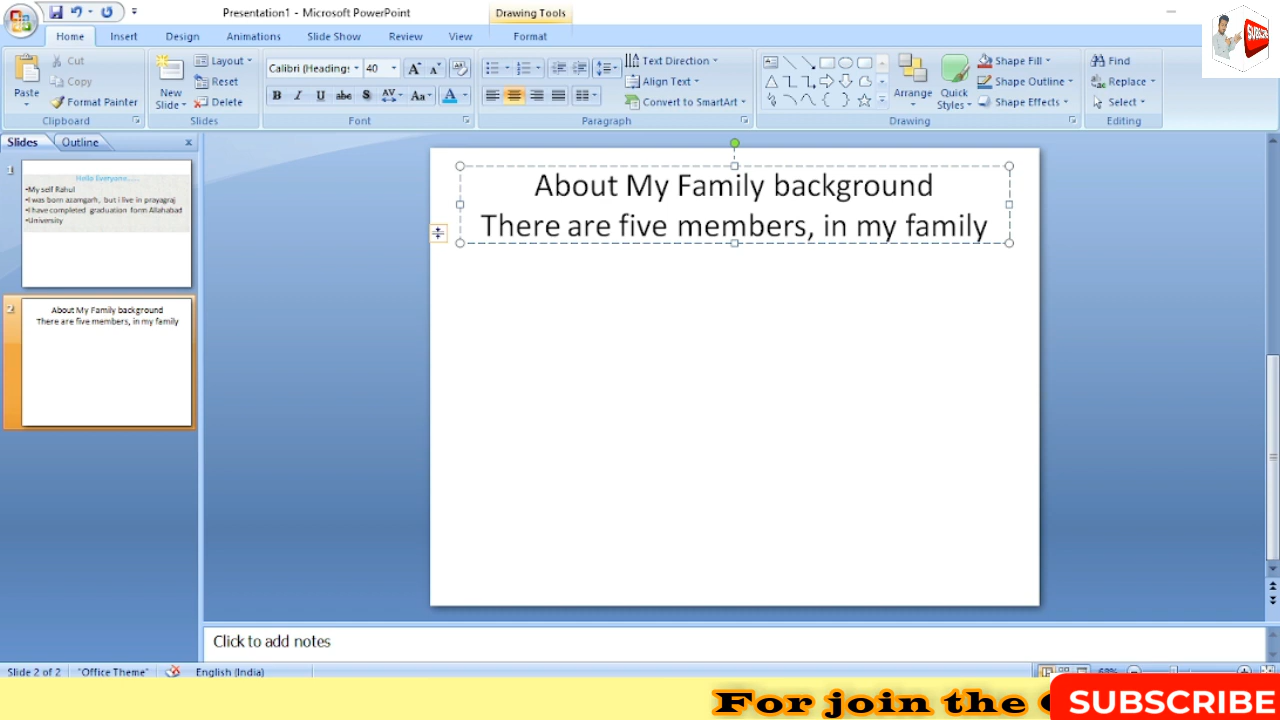 Presentation1 - Microsoft PowerPoint
Drawing Tools
Home Insert Design Animations Slide Show Review View Format
Paste
Cut
Copy
Format Painter
Clipboard
New Slide
Layout
Reset
Delete
Slides
Calibri (Headings) 40
B I U abe S AV Aa A
Font
Text Direction
Align Text
Convert to SmartArt
Paragraph
Arrange
Quick Styles
Shape Fill
Shape Outline
Shape Effects
Drawing
Find
Replace
Select
Editing
SUBSCRIBE
Slides Outline
1
Hello Everyone......
•My self Rahul
•I was born azamgarh, but i live in prayagraj
•I have completed graduation form Allahabad
•University
2
About My Family background
There are five members, in my family
About My Family background
There are five members, in my family
Click to add notes
Slide 2 of 2 "Office Theme" English (India)
For join the
SUBSCRIBE